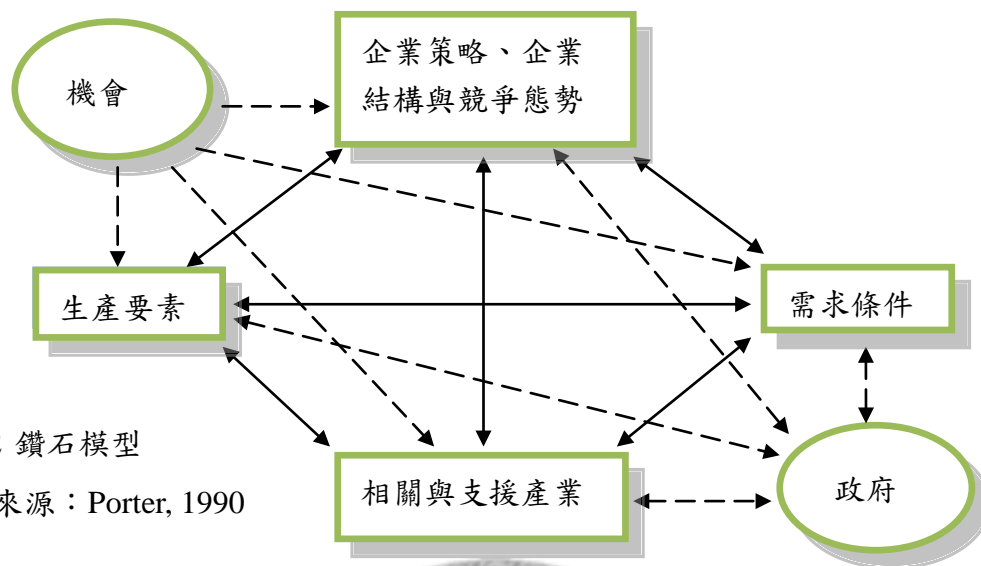 機會
企業策略、企業
結構與競爭態勢
生產要素
需求條件
鑽石模型
相關與支援產業
政府
來源：Porter, 1990